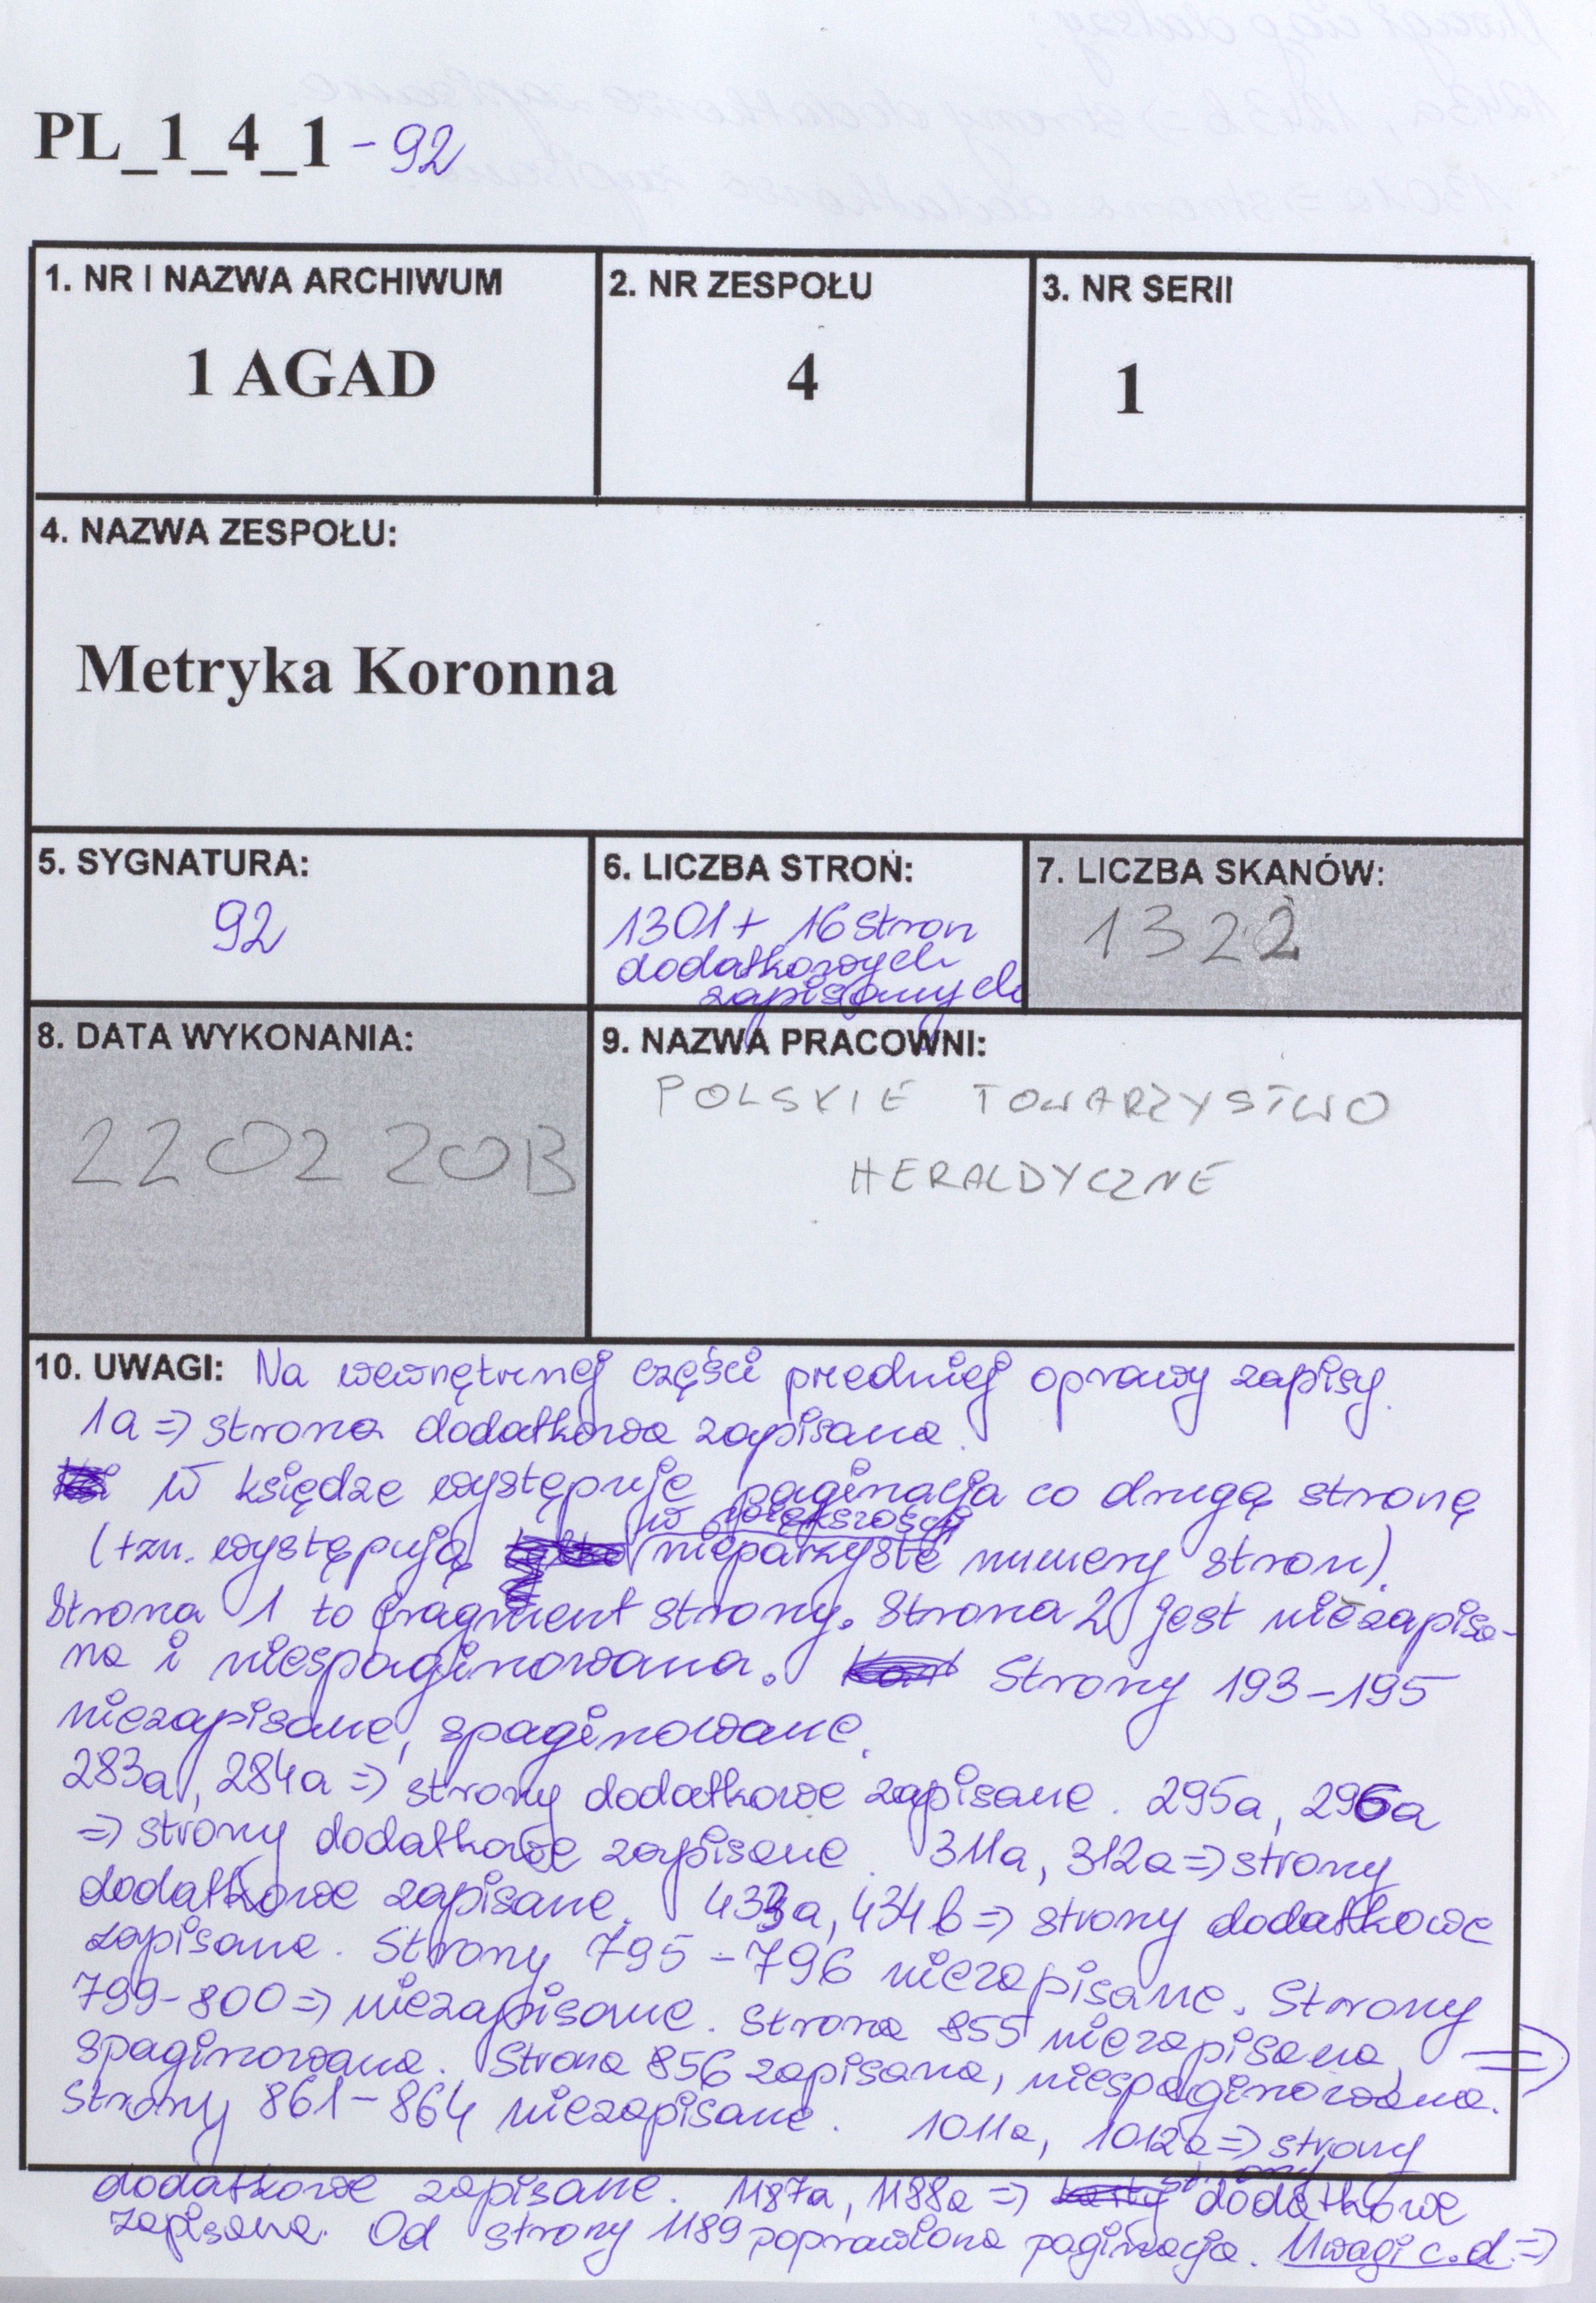 PL_1_4_1 - 92
1. NR I NAZWA ARCHIWUM
1 AGAD
2. NR ZESPOŁU
4
3. NR SERII
1
4. NAZWA ZESPOŁU:
Metryka Koronna
5. SYGNATURA:
92
6. LICZBA STRON:
1301 + 16 stron
dodatkowych
zapisanych
7. LICZBA SKANÓW:
1322
8. DATA WYKONANIA:
22 02 2013
9. NAZWA PRACOWNI:
POLSKIE TOWARZYSTWO
HERALDYCZNE
10. UWAGI: Na wewnętrznej części przedniej oprawy zapisy.
1a => strona dodatkowa zapisana.
W księdze występuje paginacja co drugą stronę
w większości
(tzn. występują nieparzyste numery stron).
Strona 1 to fragment strony. Strona 2 jest niezapisa-
na i niespaginowana. Strony 193-195
niezapisane, spaginowane.
283a, 284a => strony dodatkowe zapisane. 295a, 296a
=> strony dodatkowe zapisane. 311a, 312a => strony
dodatkowe zapisane. 433a, 434b => strony dodatkowe
zapisane. Strony 795-796 niezapisane. Strony
799-800 => niezapisane. Strona 855 niezapisana,
spaginowana. Strona 856 zapisana, niespaginowana. =>
Strony 861-864 niezapisane. 1011a, 1012a => strony
dodatkowe zapisane. 1187a, 1188a => strony dodatkowe
zapisane. Od strony 1189 poprawiona paginacja. Uwagi c.d. =>